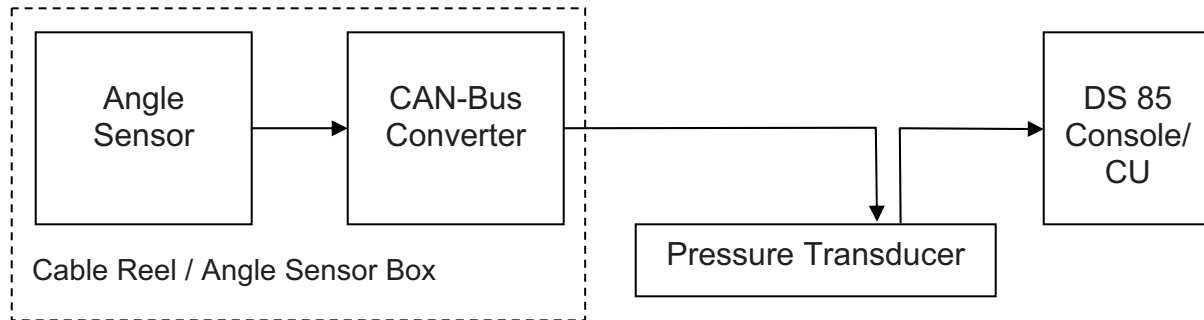 Angle
Sensor
CAN-Bus
Converter
DS 85
Console/
CU
Pressure Transducer
Cable Reel / Angle Sensor Box